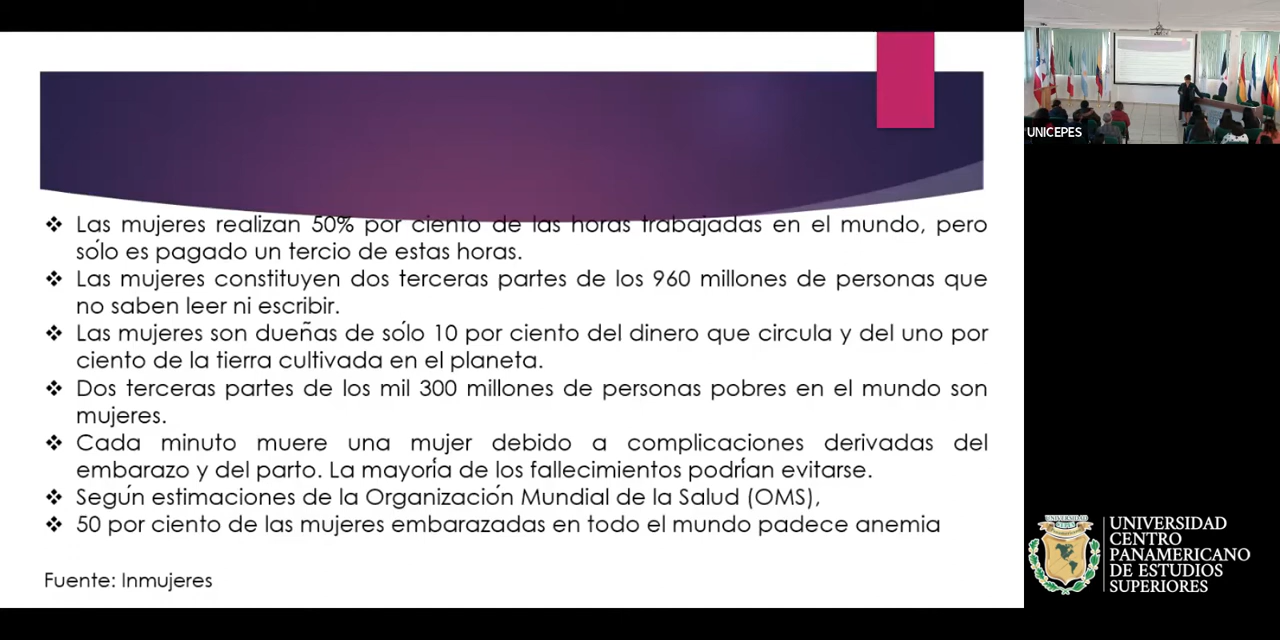 ❖ Las mujeres realizan 50% por ciento de las horas trabajadas en el mundo, pero
sólo es pagado un tercio de estas horas.
❖ Las mujeres constituyen dos terceras partes de los 960 millones de personas que
no saben leer ni escribir.
❖ Las mujeres son dueñas de sólo 10 por ciento del dinero que circula y del uno por
ciento de la tierra cultivada en el planeta.
❖ Dos terceras partes de los mil 300 millones de personas pobres en el mundo son
mujeres.
❖ Cada minuto muere una mujer debido a complicaciones derivadas del
embarazo y del parto. La mayoría de los fallecimientos podrían evitarse.
❖ Según estimaciones de la Organización Mundial de la Salud (OMS),
❖ 50 por ciento de las mujeres embarazadas en todo el mundo padece anemia
Fuente: Inmujeres
UNICEPES
UNIVERSIDAD
CENTRO
PANAMERICANO
DE ESTUDIOS
SUPERIORES